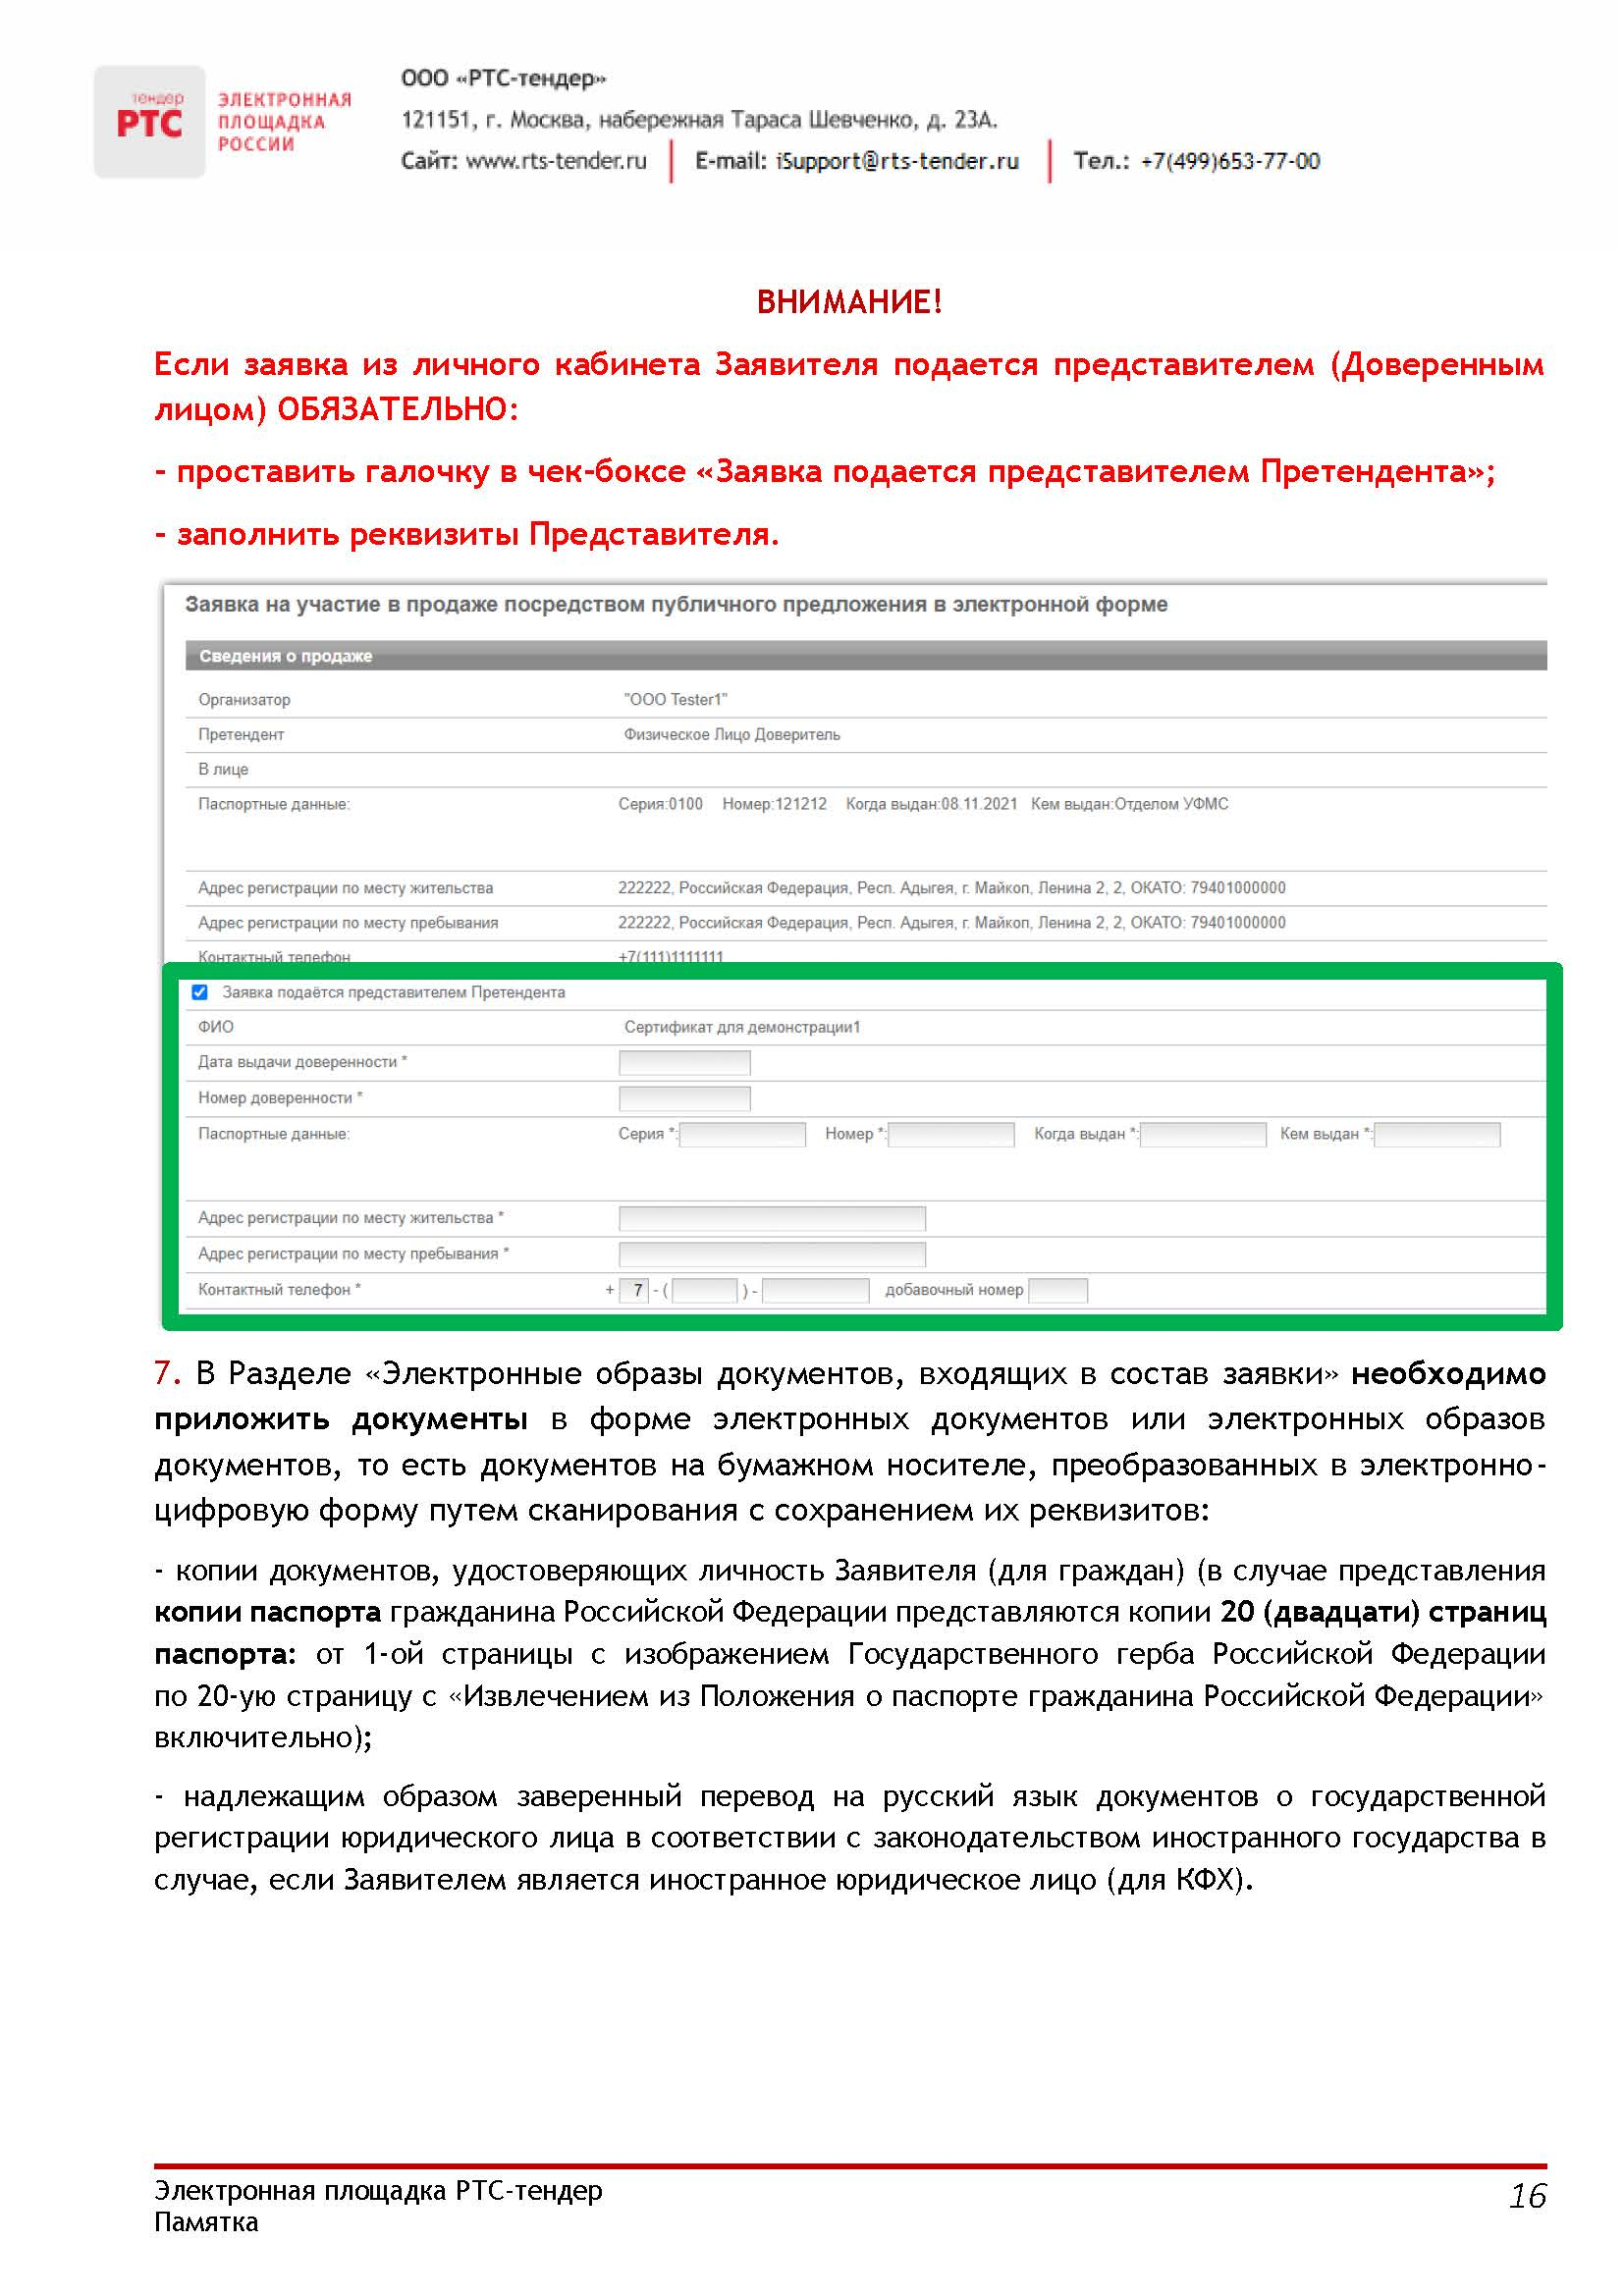 тендер
РТС
ЭЛЕКТРОННАЯ
ПЛОЩАДКА
РОССИИ
ООО «РТС-тендер»
121151, г. Москва, набережная Тараса Шевченко, д. 23А.
Сайт: www.rts-tender.ru | E-mail: iSupport@rts-tender.ru | Тел.: +7(499)653-77-00
ВНИМАНИЕ!
Если заявка из личного кабинета Заявителя подается представителем (Доверенным
лицом) ОБЯЗАТЕЛЬНО:
- проставить галочку в чек-боксе «Заявка подается представителем Претендента»;
- заполнить реквизиты Представителя.
Заявка на участие в продаже посредством публичного предложения в электронной форме
Сведения о продаже
Организатор "ООО Tester1"
Претендент Физическое Лицо Доверитель
В лице
Паспортные данные: Серия:0100 Номер:121212 Когда выдан:08.11.2021 Кем выдан:Отделом УФМС
Адрес регистрации по месту жительства 222222, Российская Федерация, Респ. Адыгея, г. Майкоп, Ленина 2, 2, ОКАТО: 79401000000
Адрес регистрации по месту пребывания 222222, Российская Федерация, Респ. Адыгея, г. Майкоп, Ленина 2, 2, ОКАТО: 79401000000
Контактный телефон +7(111)1111111
Заявка подаётся представителем Претендента
ФИО Сертификат для демонстрации1
Дата выдачи доверенности *
Номер доверенности *
Паспортные данные: Серия *: Номер *: Когда выдан *: Кем выдан *:
Адрес регистрации по месту жительства *
Адрес регистрации по месту пребывания *
Контактный телефон * + 7 - ( ) - добавочный номер
7. В Разделе «Электронные образы документов, входящих в состав заявки» необходимо
приложить документы в форме электронных документов или электронных образов
документов, то есть документов на бумажном носителе, преобразованных в электронно-
цифровую форму путем сканирования с сохранением их реквизитов:
- копии документов, удостоверяющих личность Заявителя (для граждан) (в случае представления
копии паспорта гражданина Российской Федерации представляются копии 20 (двадцати) страниц
паспорта: от 1-ой страницы с изображением Государственного герба Российской Федерации
по 20-ую страницу с «Извлечением из Положения о паспорте гражданина Российской Федерации»
включительно);
- надлежащим образом заверенный перевод на русский язык документов о государственной
регистрации юридического лица в соответствии с законодательством иностранного государства в
случае, если Заявителем является иностранное юридическое лицо (для КФХ).
Электронная площадка РТС-тендер
Памятка
16